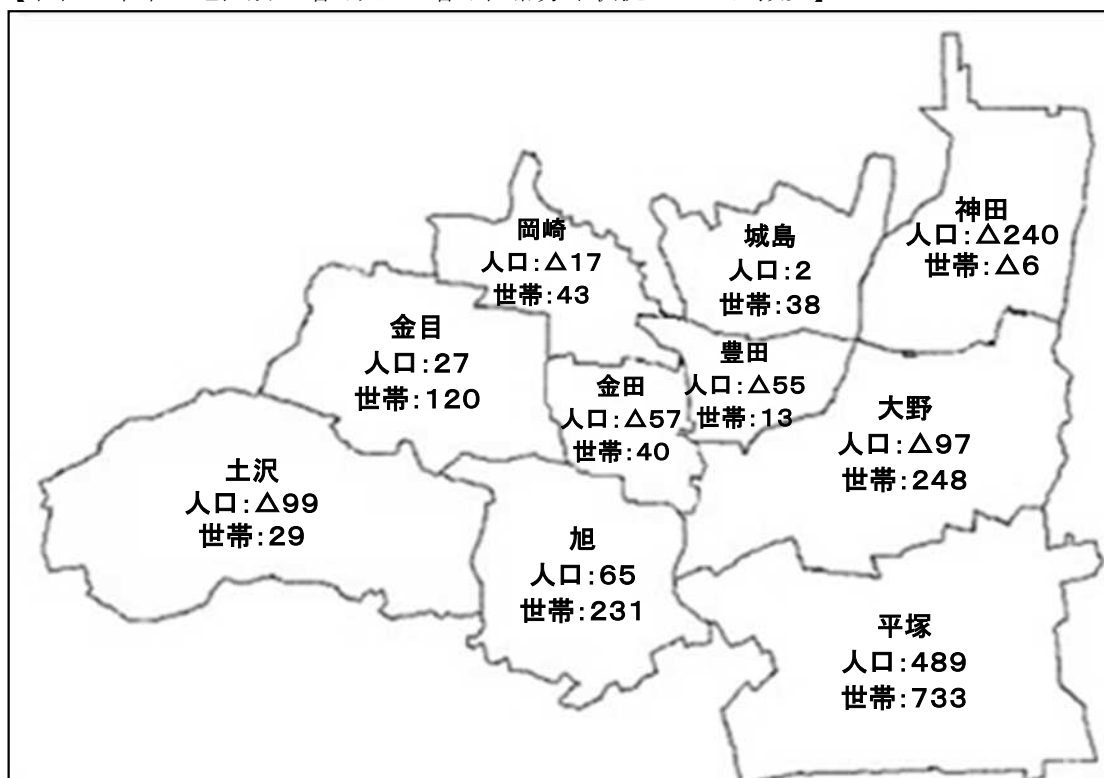 神田
人口:△240
世帯:△6
岡崎
人口:△17
世帯:43
城島
人口:2
世帯:38
金目
人口:27
世帯:120
豊田
人口:△55
世帯:13
金田
人口:△57
世帯:40
大野
人口:△97
世帯:248
土沢
人口:△99
世帯:29
旭
人口:65
世帯:231
平塚
人口:489
世帯:733